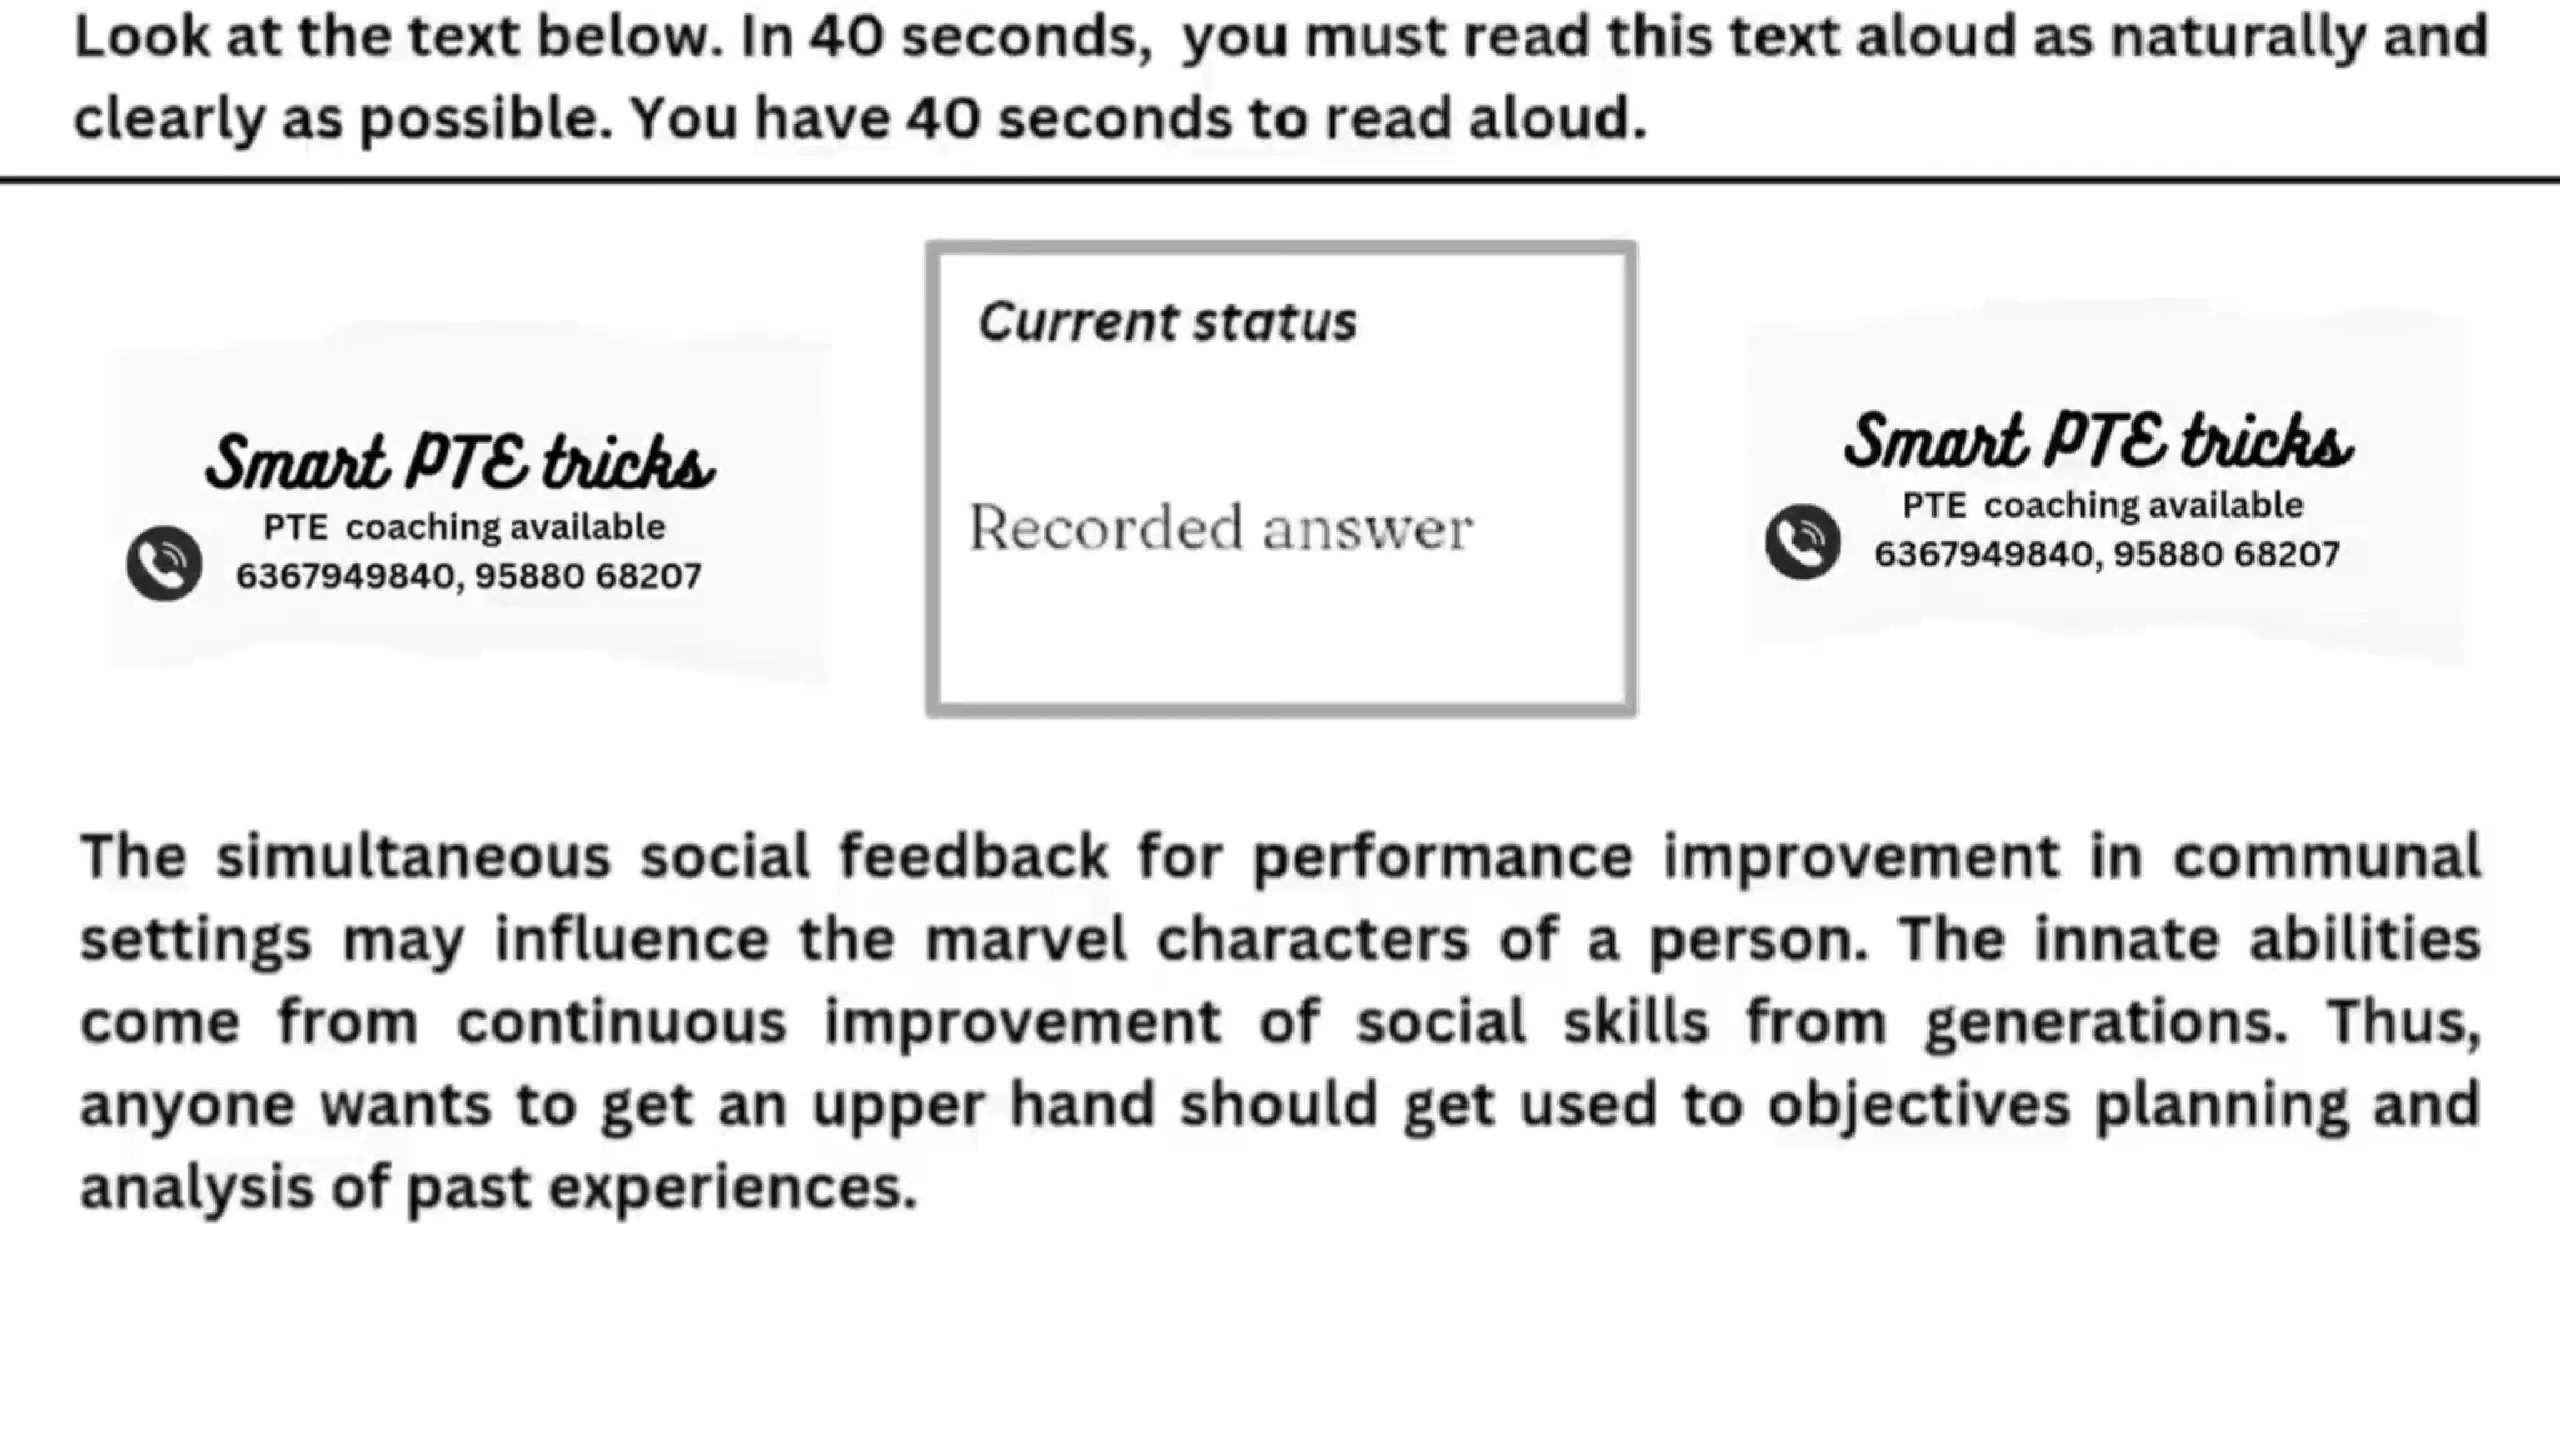 Look at the text below. In 40 seconds, you must read this text aloud as naturally and
clearly as possible. You have 40 seconds to read aloud.
Current status
Recorded answer
Smart PTE tricks
PTE coaching available
6367949840, 95880 68207
Smart PTE tricks
PTE coaching available
6367949840, 95880 68207
The simultaneous social feedback for performance improvement in communal
settings may influence the marvel characters of a person. The innate abilities
come from continuous improvement of social skills from generations. Thus,
anyone wants to get an upper hand should get used to objectives planning and
analysis of past experiences.